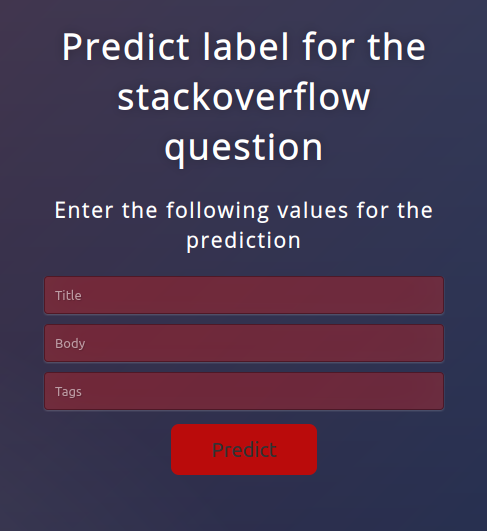 Predict label for the
stackoverflow
question
Enter the following values for the
prediction
Title
Body
Tags
Predict